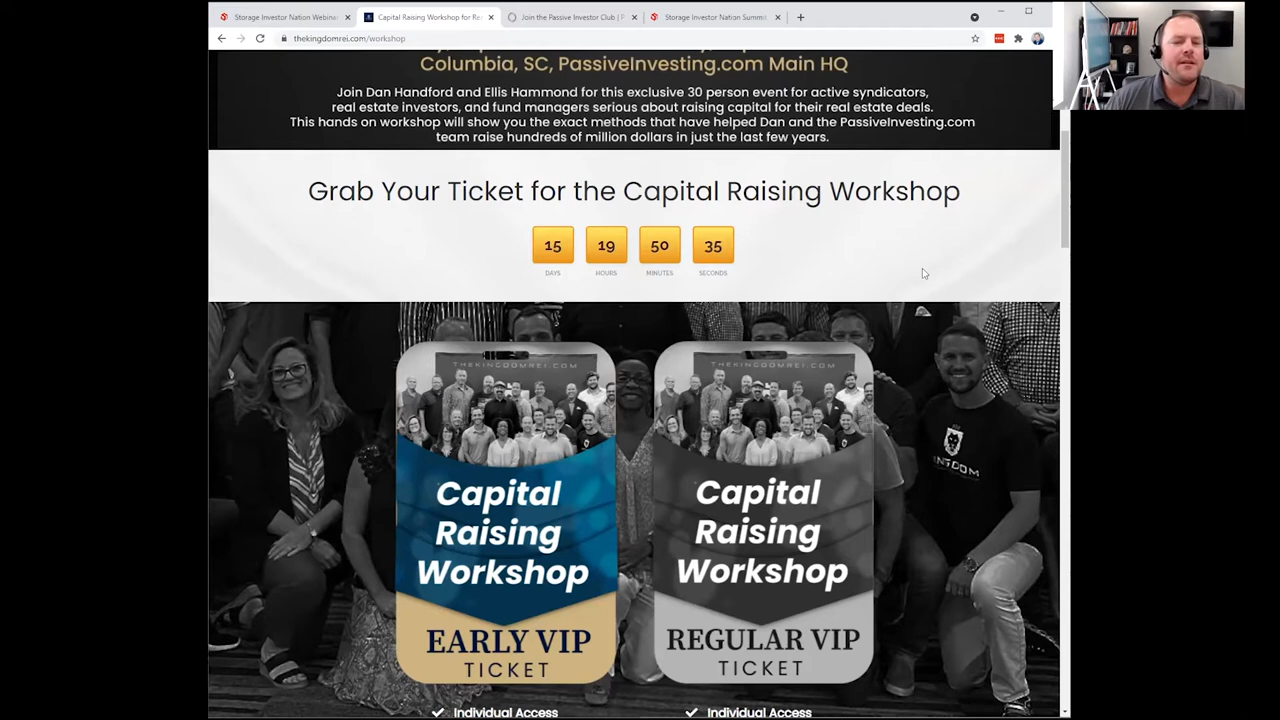 Storage Investor Nation Webinar
Capital Raising Workshop for Re
Join the Passive Investor Club | P
Storage Investor Nation Summit
thekingdomrei.com/workshop
Columbia, SC, PassiveInvesting.com Main HQ
Join Dan Handford and Ellis Hammond for this exclusive 30 person event for active syndicators,
real estate investors, and fund managers serious about raising capital for their real estate deals.
This hands on workshop will show you the exact methods that have helped Dan and the PassiveInvesting.com
team raise hundreds of million dollars in just the last few years.
Grab Your Ticket for the Capital Raising Workshop
15 19 50 35
DAYS HOURS MINUTES SECONDS
THEKINGDOMREI.COM
Capital
Raising
Workshop
EARLY VIP
TICKET
Individual Access
THEKINGDOMREI.COM
Capital
Raising
Workshop
REGULAR VIP
TICKET
Individual Access
NGDOM